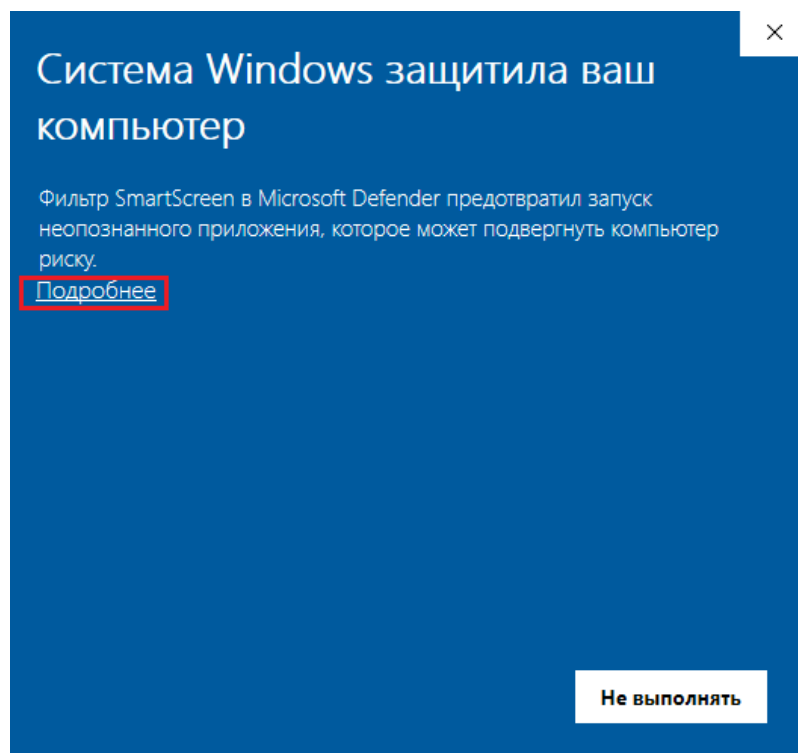 Система Windows защитила ваш
компьютер
Фильтр SmartScreen в Microsoft Defender предотвратил запуск
неопознанного приложения, которое может подвергнуть компьютер
риску.
Подробнее
Не выполнять